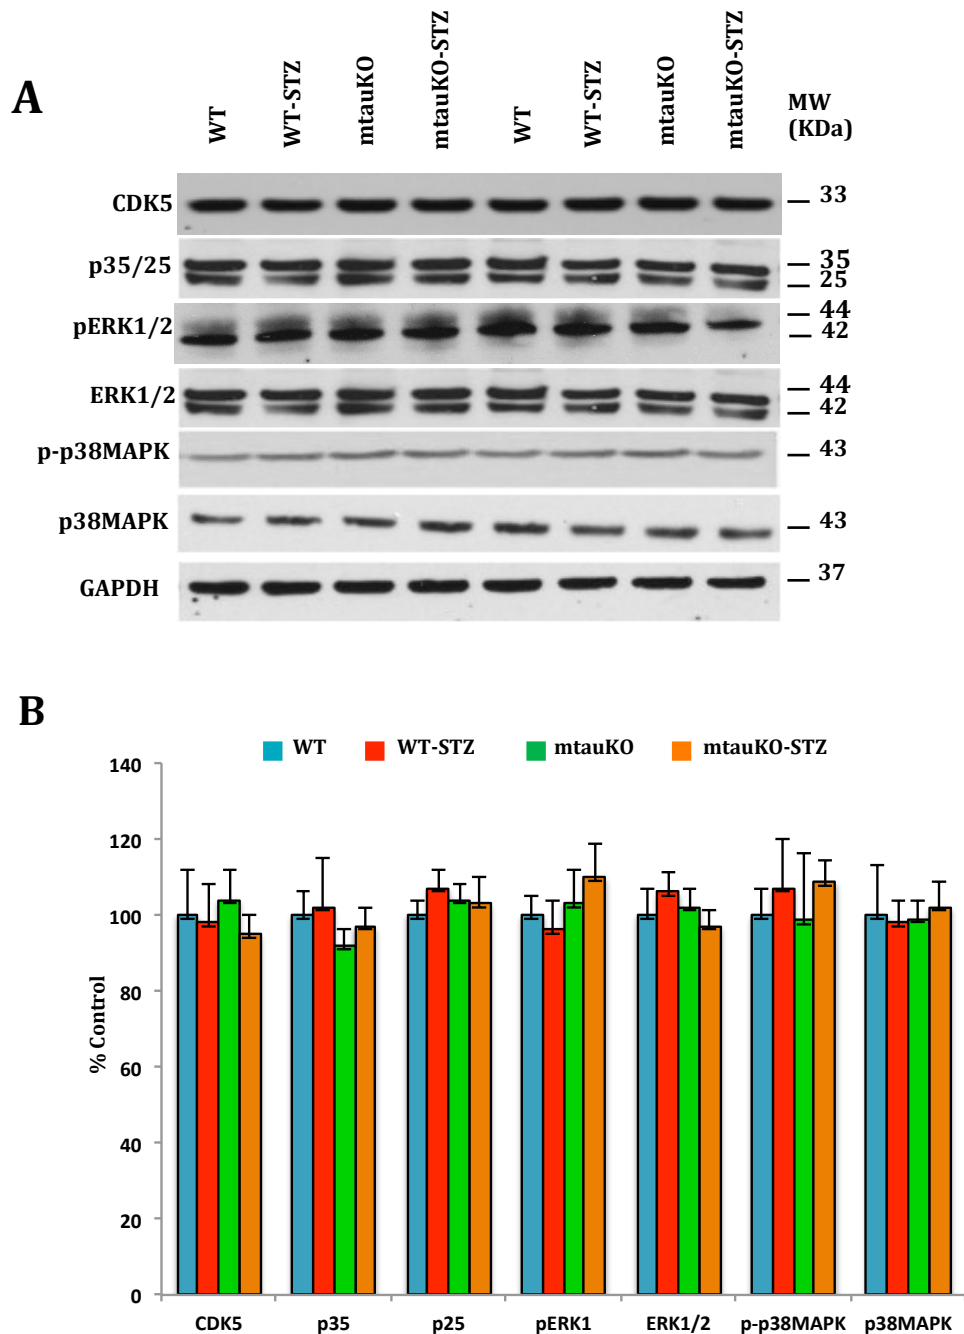 A
WT
WT-STZ
mtauKO
mtauKO-STZ
WT
WT-STZ
mtauKO
mtauKO-STZ
MW
(KDa)
CDK5
33
p35/25
35
25
pERK1/2
44
42
ERK1/2
44
42
p-p38MAPK
43
p38MAPK
43
GAPDH
37
B
WT
WT-STZ
mtauKO
mtauKO-STZ
% Control
140
120
100
80
60
40
20
0
CDK5
p35
p25
pERK1
ERK1/2
p-p38MAPK
p38MAPK